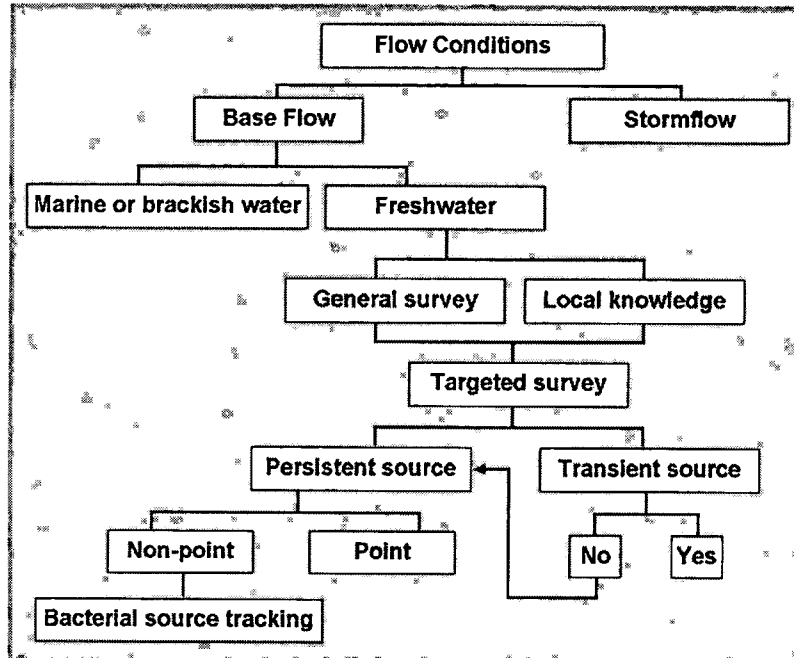 Flow Conditions
Base Flow
Stormflow
Marine or brackish water
Freshwater
General survey
Local knowledge
Targeted survey
Persistent source
Transient source
Non-point
Point
No
Yes
Bacterial source tracking